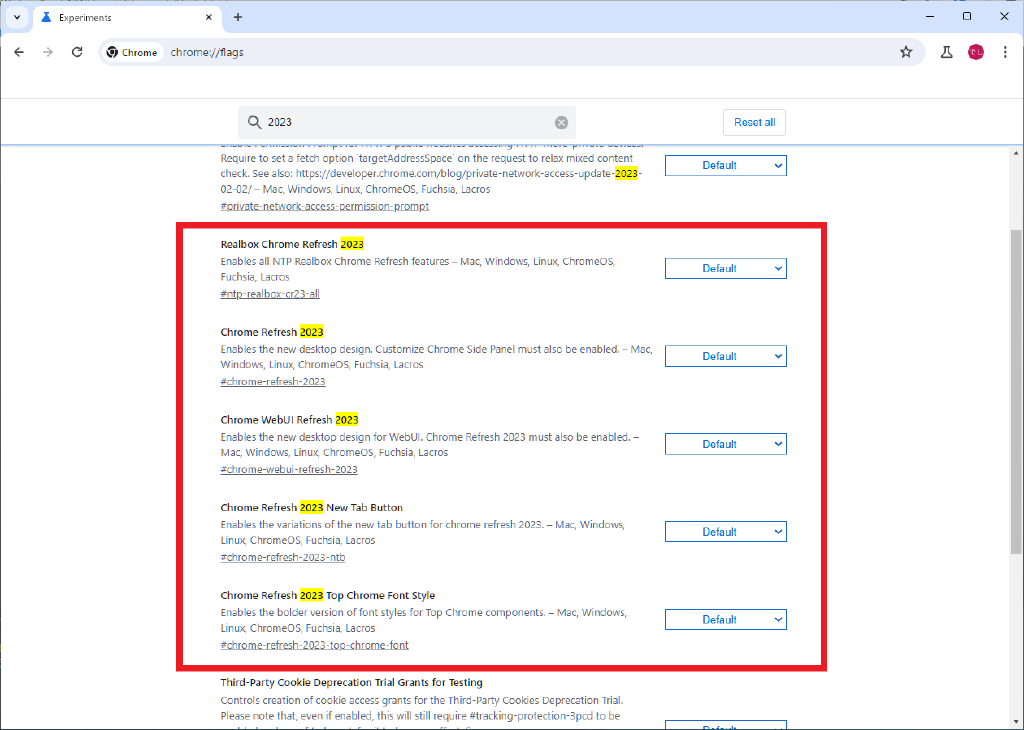 Experiments
Chrome
chrome://flags
2023
Reset all
Require to set a fetch option `targetAddressSpace` on the request to relax mixed content
check. See also: https://developer.chrome.com/blog/private-network-access-update-2023-
02-02/ – Mac, Windows, Linux, ChromeOS, Fuchsia, Lacros
#private-network-access-permission-prompt
Default
Realbox Chrome Refresh 2023
Enables all NTP Realbox Chrome Refresh features – Mac, Windows, Linux, ChromeOS,
Fuchsia, Lacros
#ntp-realbox-cr23-all
Default
Chrome Refresh 2023
Enables the new desktop design. Customize Chrome Side Panel must also be enabled. – Mac,
Windows, Linux, ChromeOS, Fuchsia, Lacros
#chrome-refresh-2023
Default
Chrome WebUI Refresh 2023
Enables the new desktop design for WebUI. Chrome Refresh 2023 must also be enabled. –
Mac, Windows, Linux, ChromeOS, Fuchsia, Lacros
#chrome-webui-refresh-2023
Default
Chrome Refresh 2023 New Tab Button
Enables the variations of the new tab button for chrome refresh 2023. – Mac, Windows,
Linux, ChromeOS, Fuchsia, Lacros
#chrome-refresh-2023-ntb
Default
Chrome Refresh 2023 Top Chrome Font Style
Enables the bolder version of font styles for Top Chrome components. – Mac, Windows,
Linux, ChromeOS, Fuchsia, Lacros
#chrome-refresh-2023-top-chrome-font
Default
Third-Party Cookie Deprecation Trial Grants for Testing
Controls creation of cookie access grants for the Third-Party Cookies Deprecation Trial.
Please note that, even if enabled, this will still require #tracking-protection-3pcd to be
Default